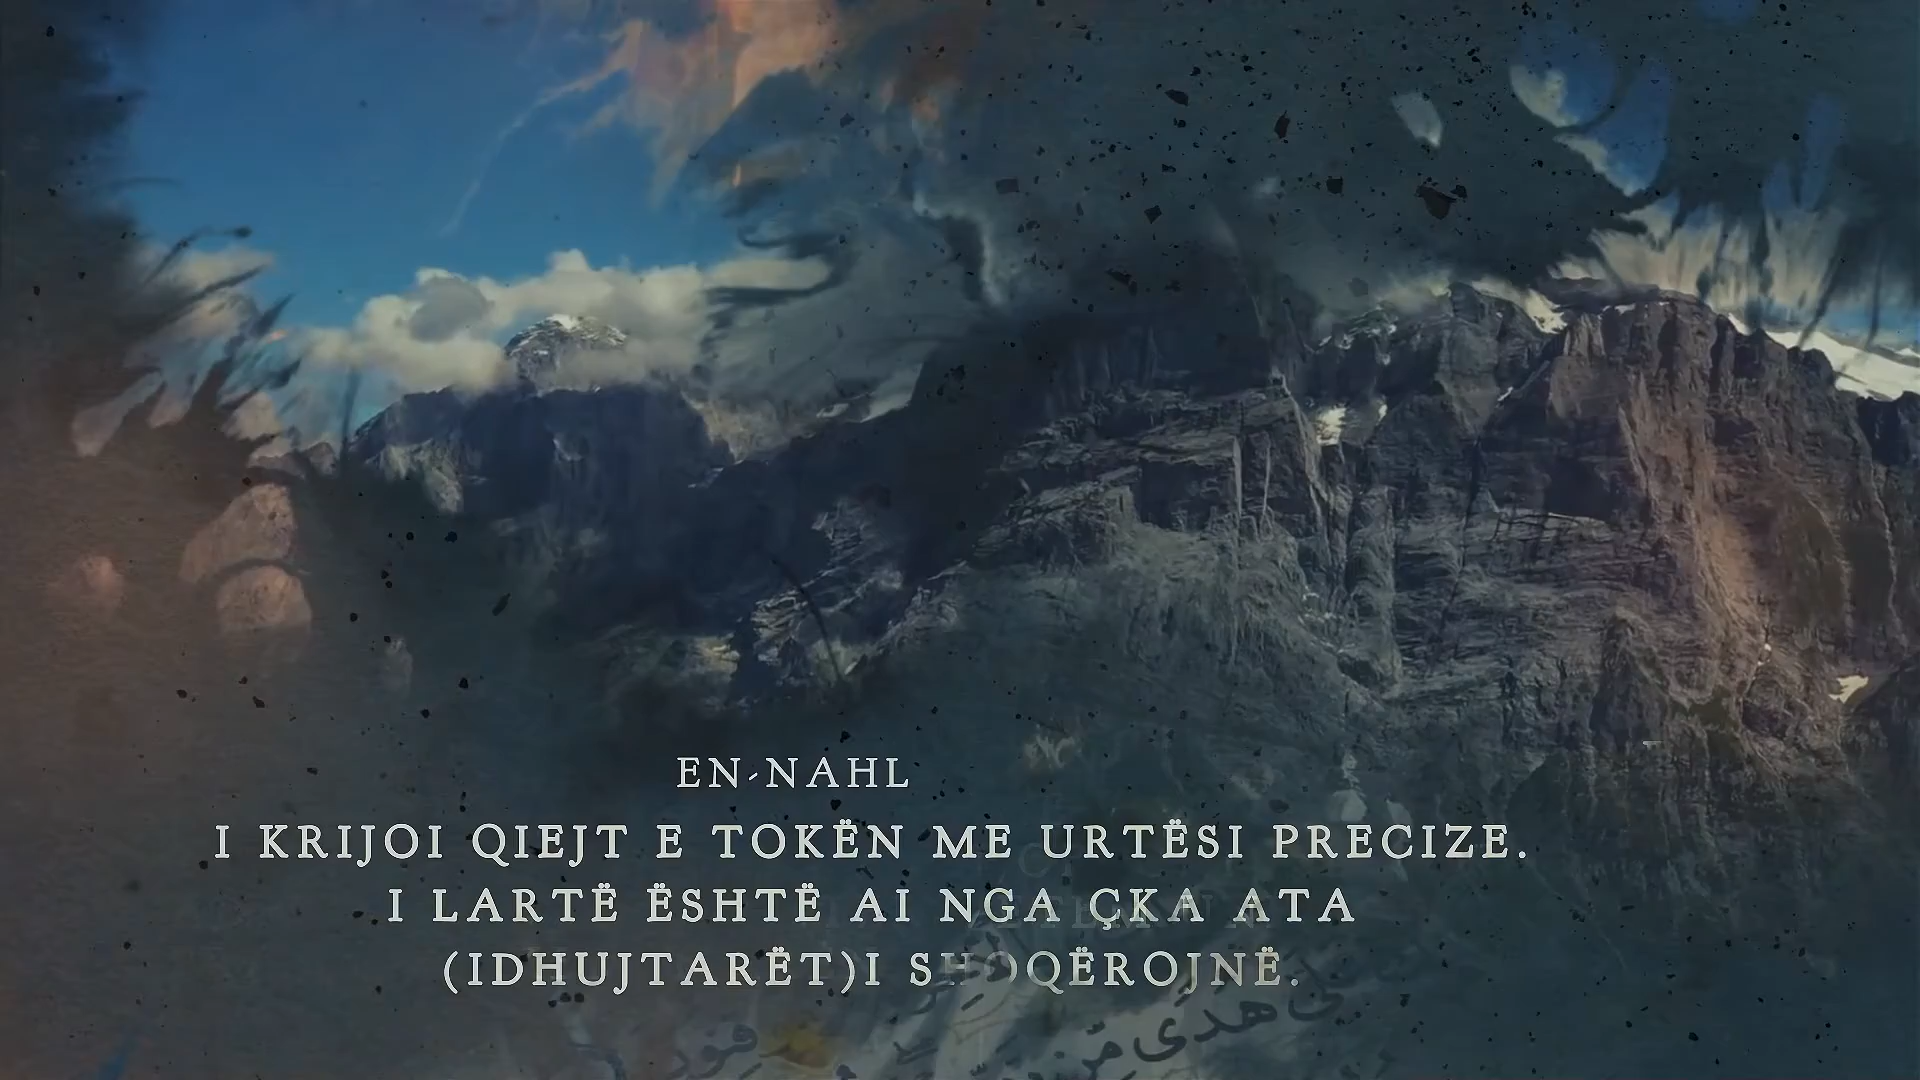 EN-NAHL
I KRIJOI QIEJT E TOKËN ME URTËSI PRECIZE.
I LARTË ËSHTË AI NGA ÇKA ATA
(IDHUJTARËT)I SHOQËROJNË.
هُدًى